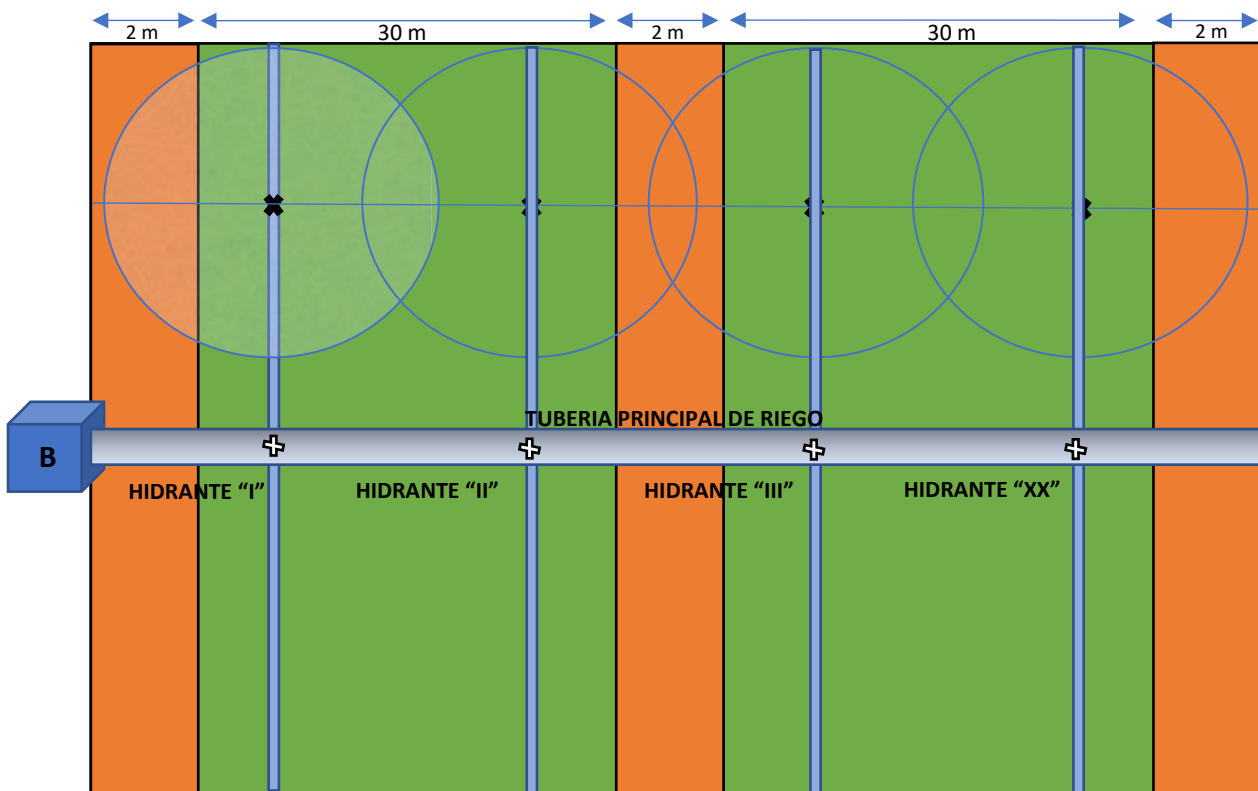 2 m
30 m
2 m
30 m
2 m
TUBERIA PRINCIPAL DE RIEGO
B
HIDRANTE “I”
HIDRANTE “II”
HIDRANTE “III”
HIDRANTE “XX”